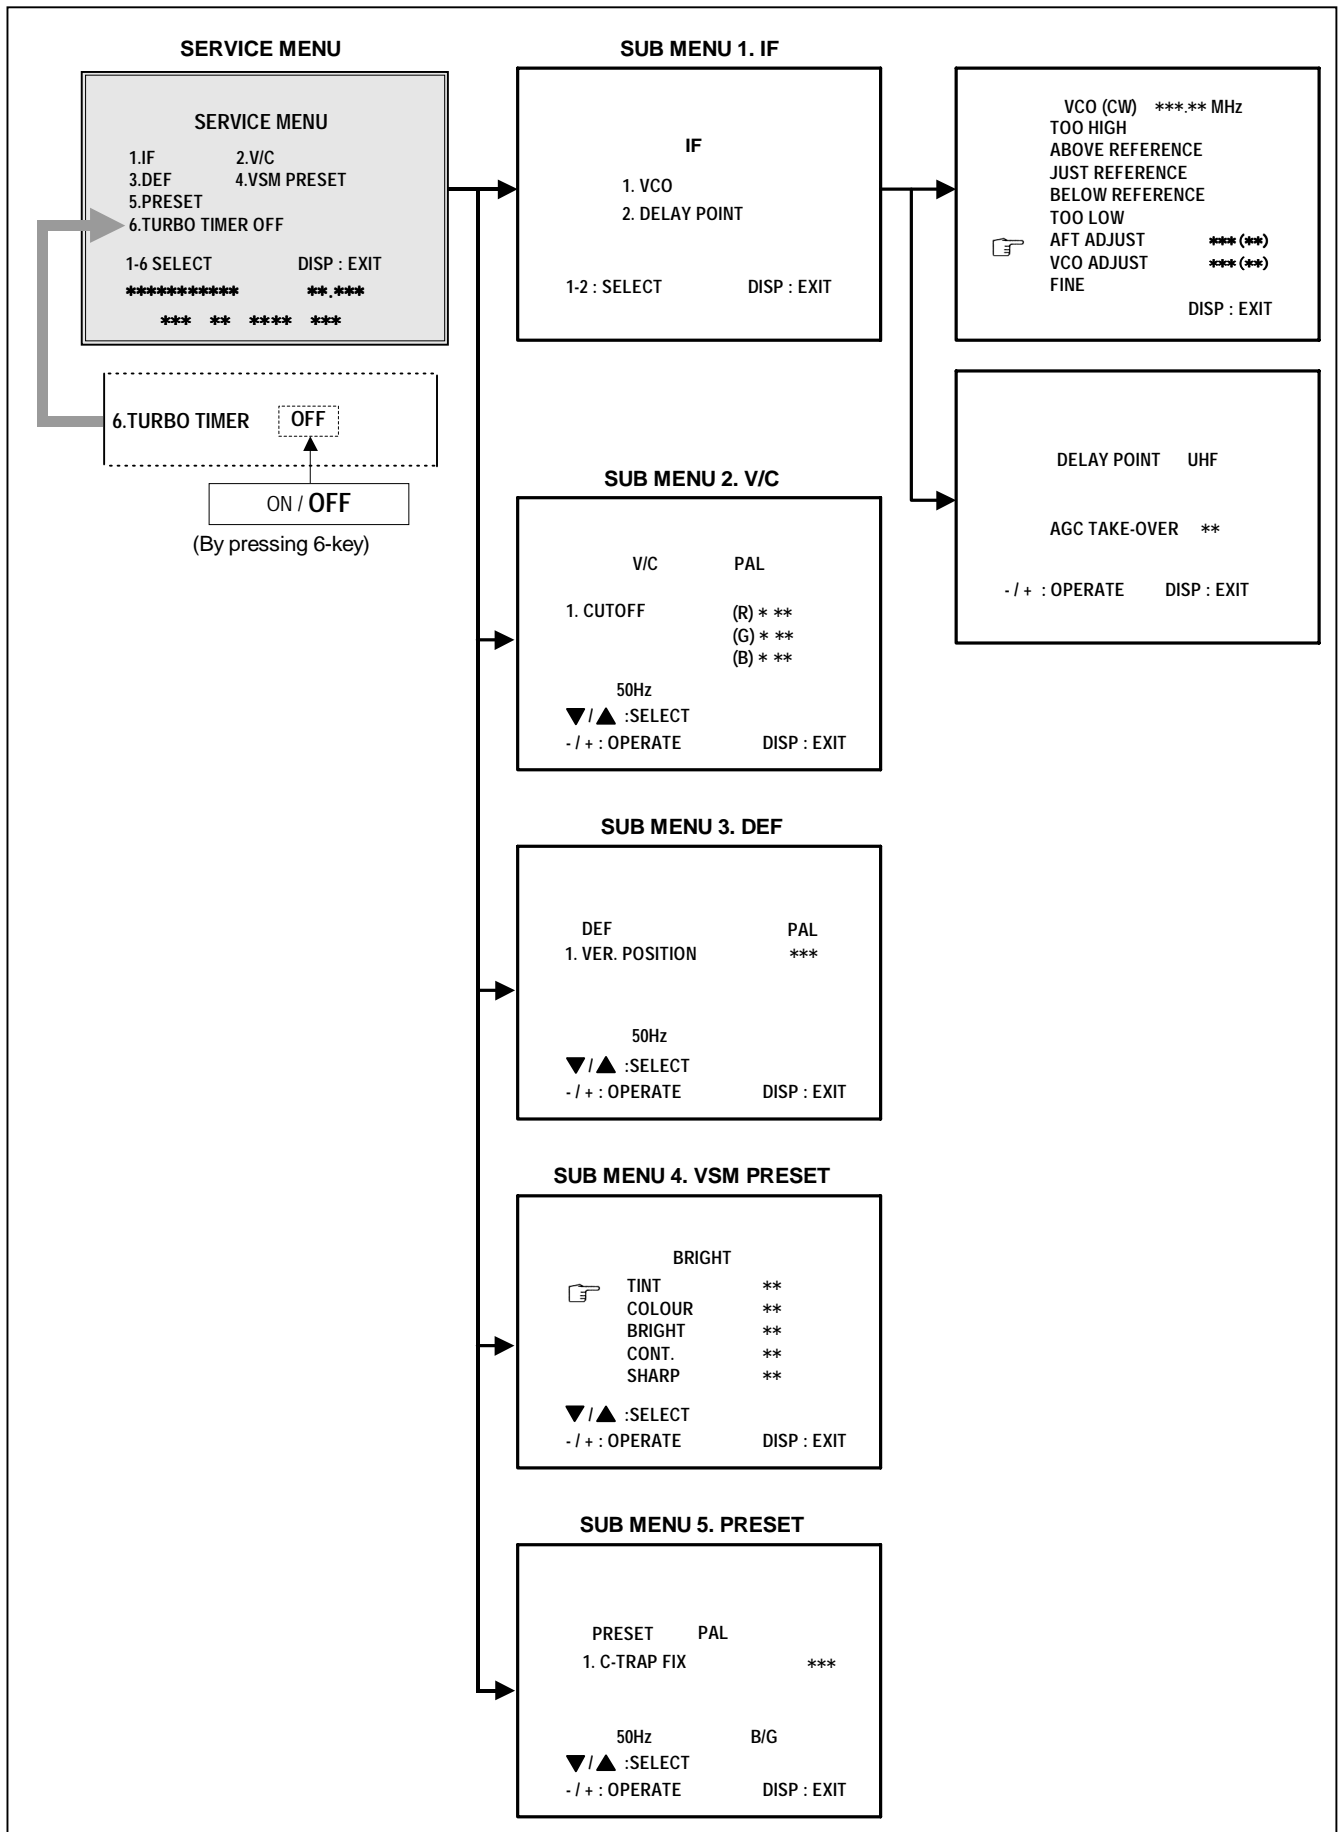 SERVICE MENU
SERVICE MENU
1.IF 2.V/C
3.DEF 4.VSM PRESET
5.PRESET
6.TURBO TIMER OFF
1-6 SELECT DISP : EXIT
*********** **.***
*** ** **** ***
6.TURBO TIMER OFF
ON / OFF
(By pressing 6-key)
SUB MENU 1. IF
IF
1. VCO
2. DELAY POINT
1-2 : SELECT DISP : EXIT
VCO (CW) ***.** MHz
TOO HIGH
ABOVE REFERENCE
JUST REFERENCE
BELOW REFERENCE
TOO LOW
☞ AFT ADJUST ***(**)
VCO ADJUST ***(**)
FINE
DISP : EXIT
DELAY POINT UHF
AGC TAKE-OVER **
- / + : OPERATE DISP : EXIT
SUB MENU 2. V/C
V/C PAL
1. CUTOFF (R) * **
(G) * **
(B) * **
50Hz
▼/▲ :SELECT
- / + : OPERATE DISP : EXIT
SUB MENU 3. DEF
DEF PAL
1. VER. POSITION ***
50Hz
▼/▲ :SELECT
- / + : OPERATE DISP : EXIT
SUB MENU 4. VSM PRESET
BRIGHT
☞ TINT **
COLOUR **
BRIGHT **
CONT. **
SHARP **
▼/▲ :SELECT
- / + : OPERATE DISP : EXIT
SUB MENU 5. PRESET
PRESET PAL
1. C-TRAP FIX ***
50Hz B/G
▼/▲ :SELECT
- / + : OPERATE DISP : EXIT